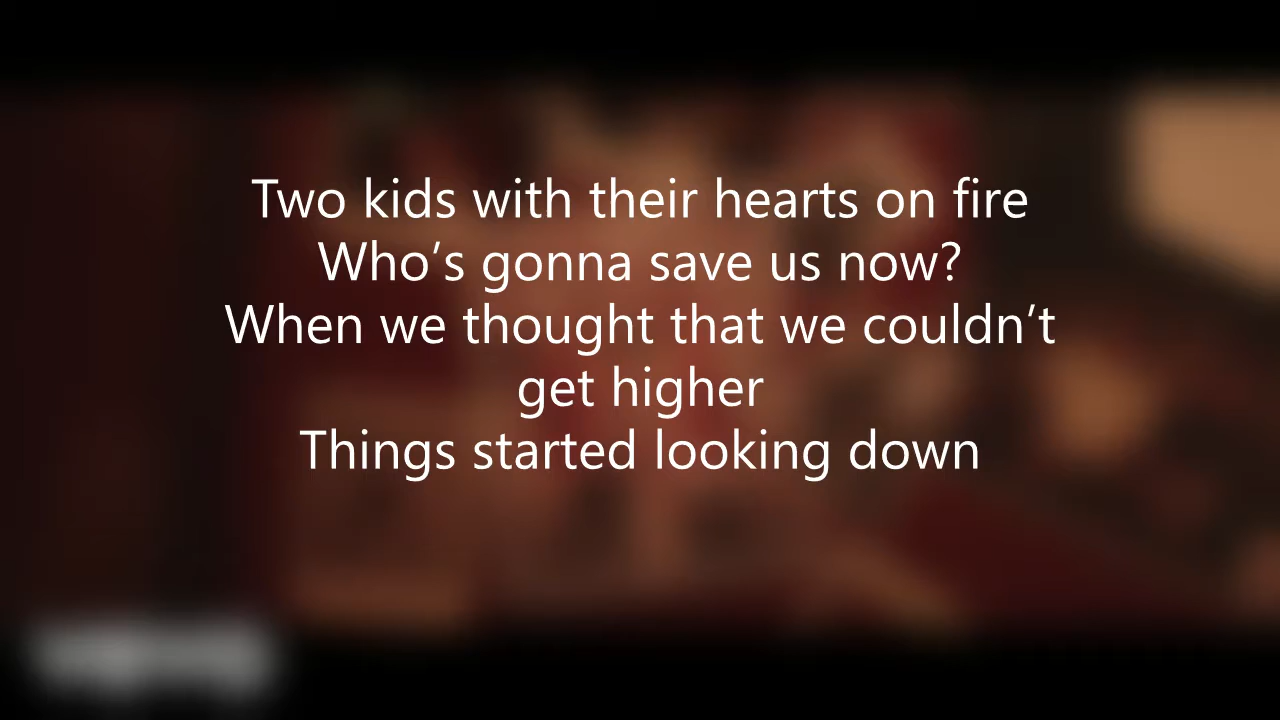 Two kids with their hearts on fire
Who’s gonna save us now?
When we thought that we couldn’t
get higher
Things started looking down